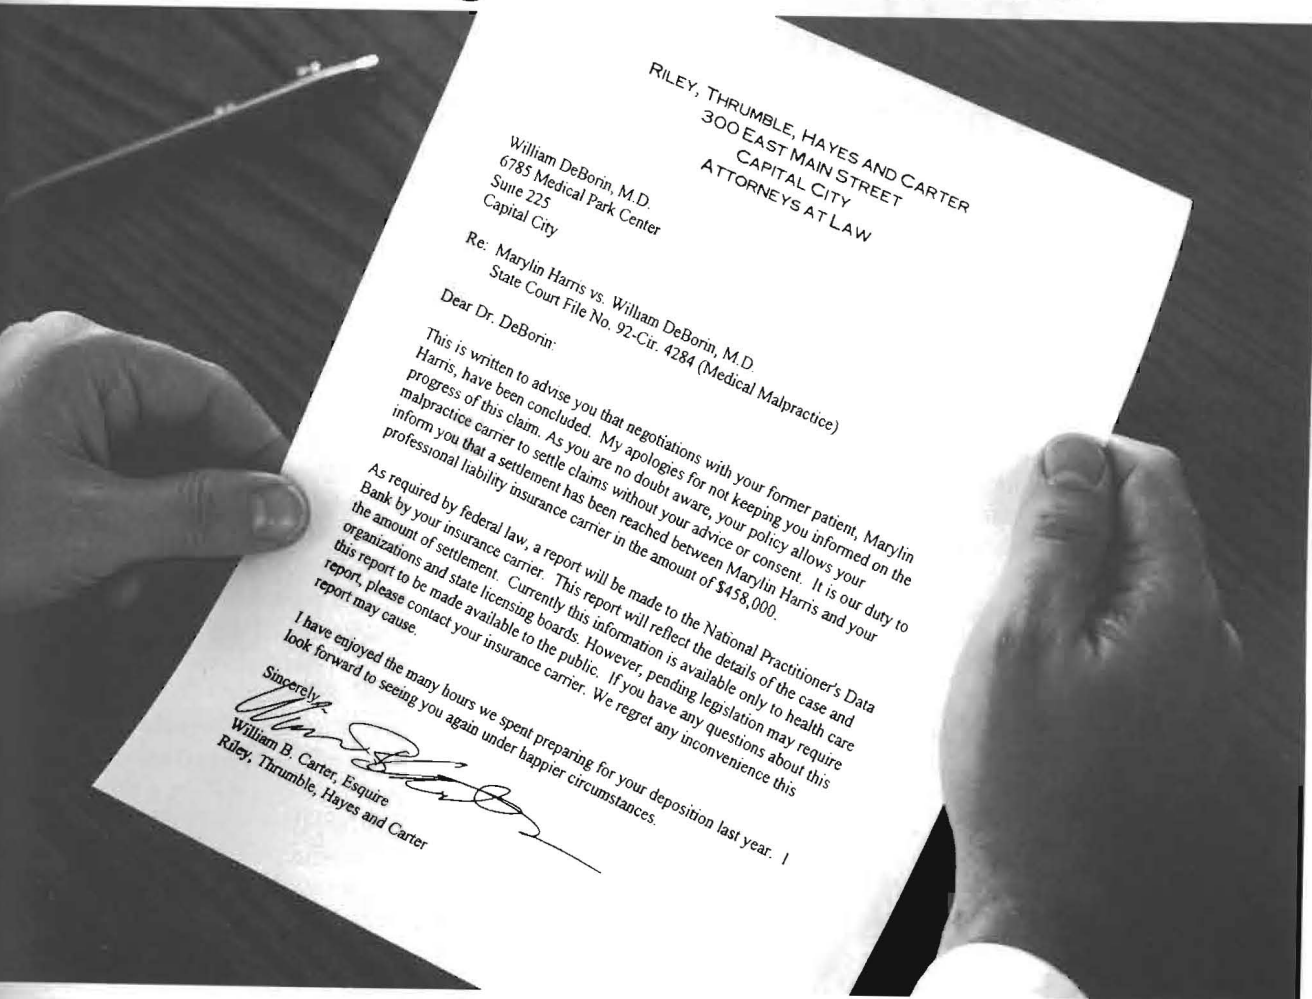 RILEY, THRUMBLE, HAYES AND CARTER
300 EAST MAIN STREET
CAPITAL CITY
ATTORNEYS AT LAW
William DeBorin, M.D.
6785 Medical Park Center
Suite 225
Capital City
Re: Marylin Harris vs. William DeBorin, M.D.
State Court File No. 92-Cir. 4284 (Medical Malpractice)
Dear Dr. DeBorin:
This is written to advise you that negotiations with your former patient, Marylin
Harris, have been concluded. My apologies for not keeping you informed on the
progress of this claim. As you are no doubt aware, your policy allows your
malpractice carrier to settle claims without your advice or consent. It is our duty to
inform you that a settlement has been reached between Marylin Harris and your
professional liability insurance carrier in the amount of $458,000.
As required by federal law, a report will be made to the National Practitioner's Data
Bank by your insurance carrier. This report will reflect the details of the case and
the amount of settlement. Currently this information is available only to health care
organizations and state licensing boards. However, pending legislation may require
this report to be made available to the public. If you have any questions about this
report, please contact your insurance carrier. We regret any inconvenience this
report may cause.
I have enjoyed the many hours we spent preparing for your deposition last year. I
look forward to seeing you again under happier circumstances.
Sincerely,
William B. Carter, Esquire
Riley, Thrumble, Hayes and Carter